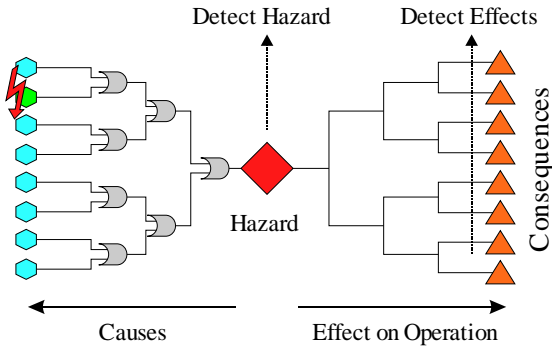 Detect Hazard
Detect Effects
Hazard
Consequences
Causes
Effect on Operation